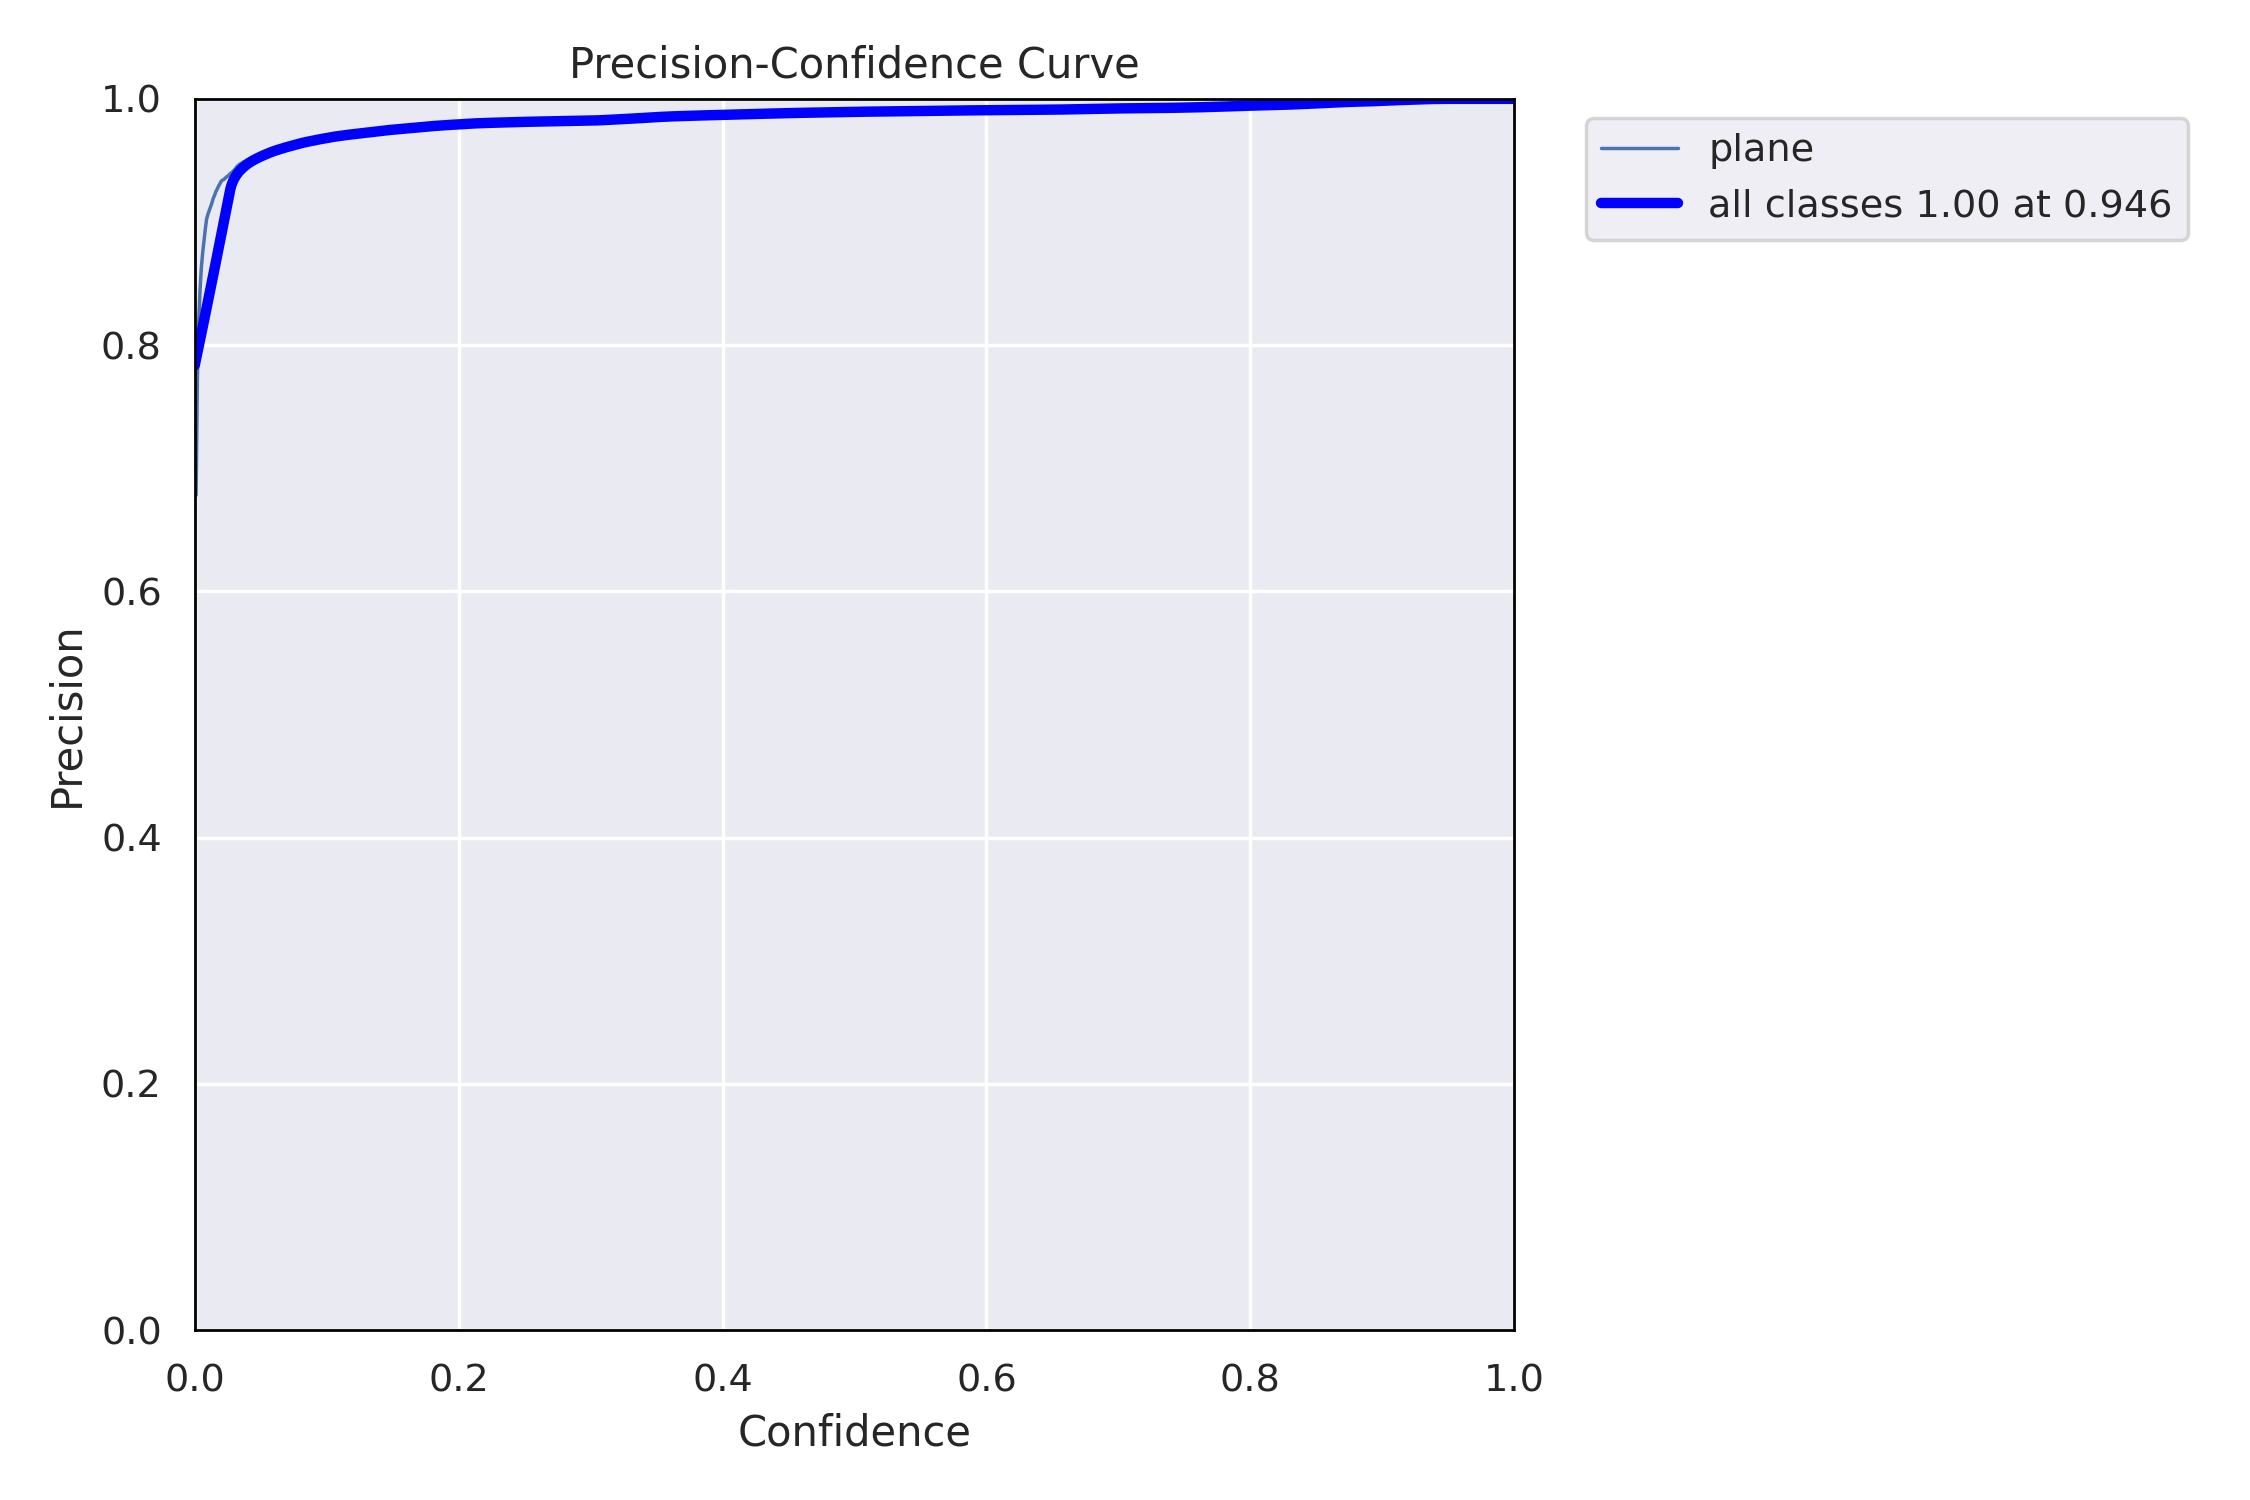 Precision-Confidence Curve
1.0
0.8
0.6
0.4
0.2
0.0
Precision
0.0 0.2 0.4 0.6 0.8 1.0
Confidence
plane
all classes 1.00 at 0.946